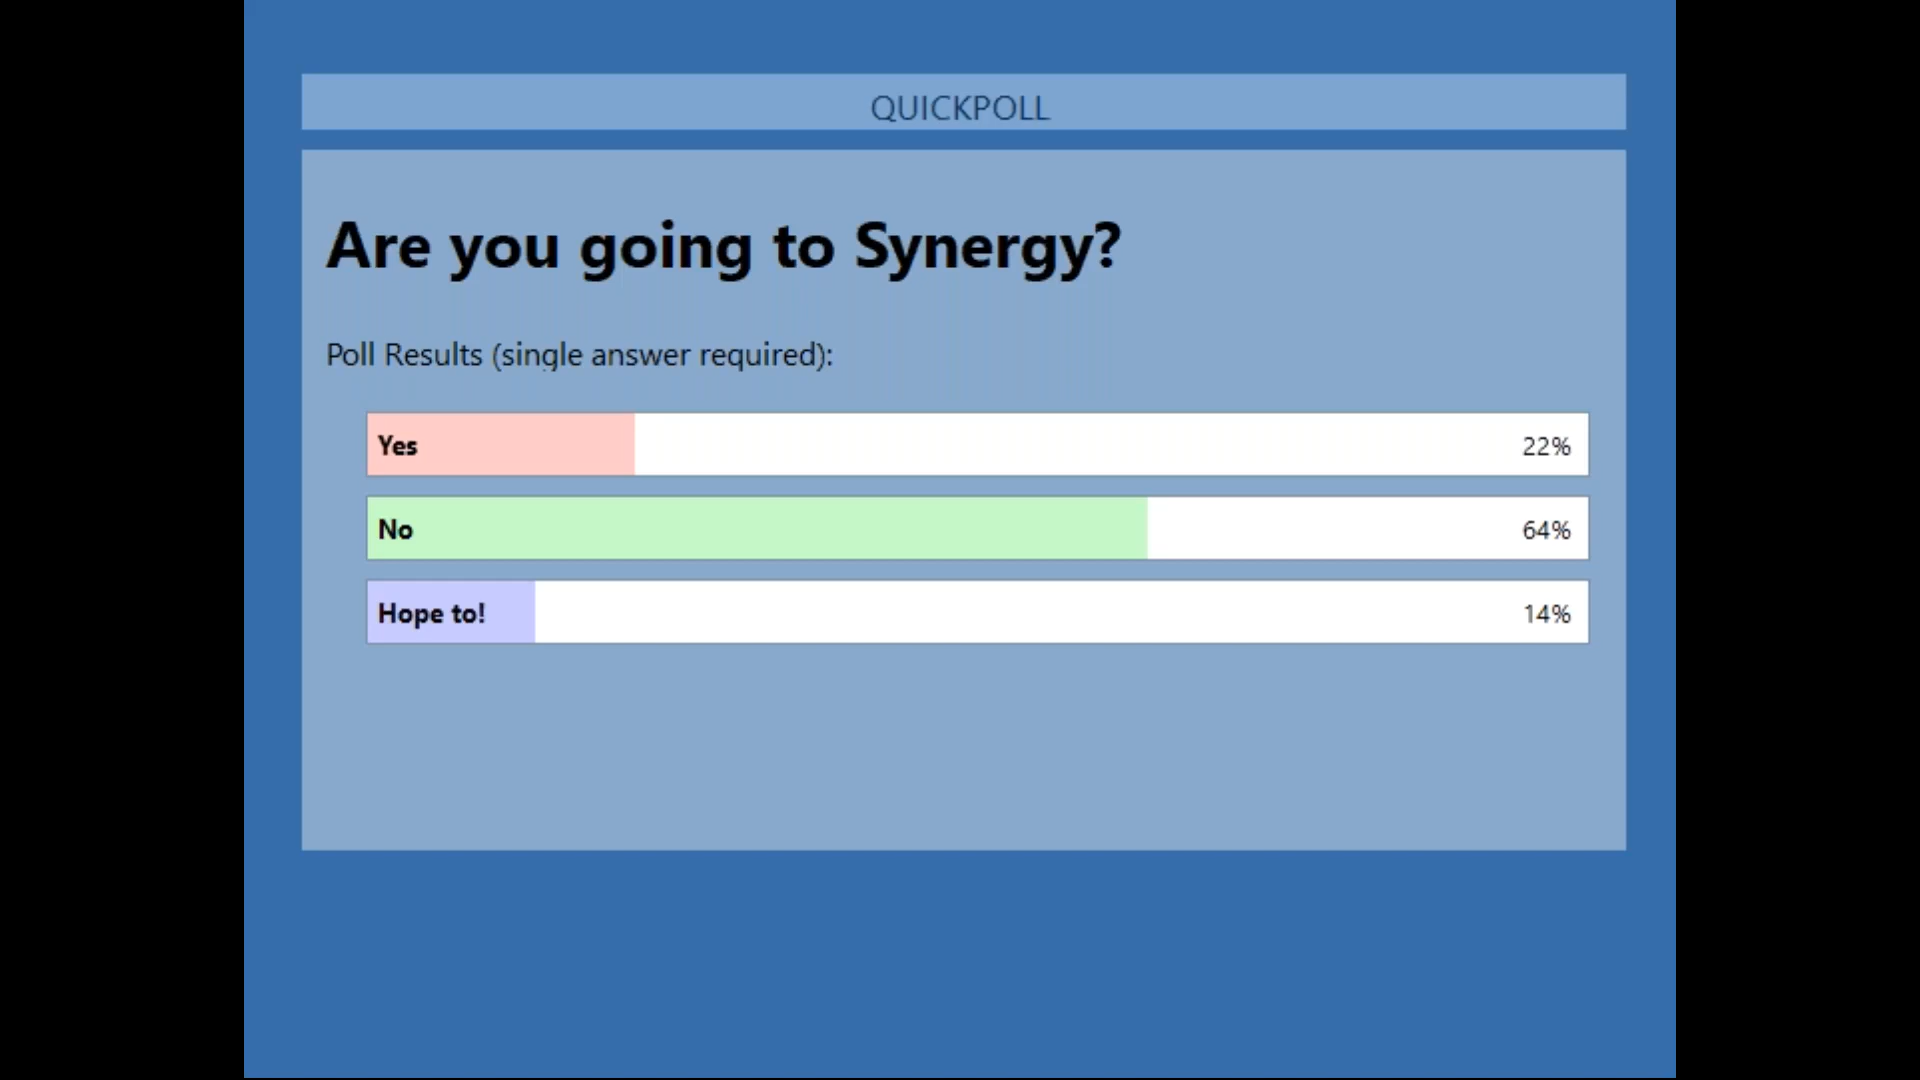 QUICKPOLL
Are you going to Synergy?
Poll Results (single answer required):
Yes 22%
No 64%
Hope to! 14%